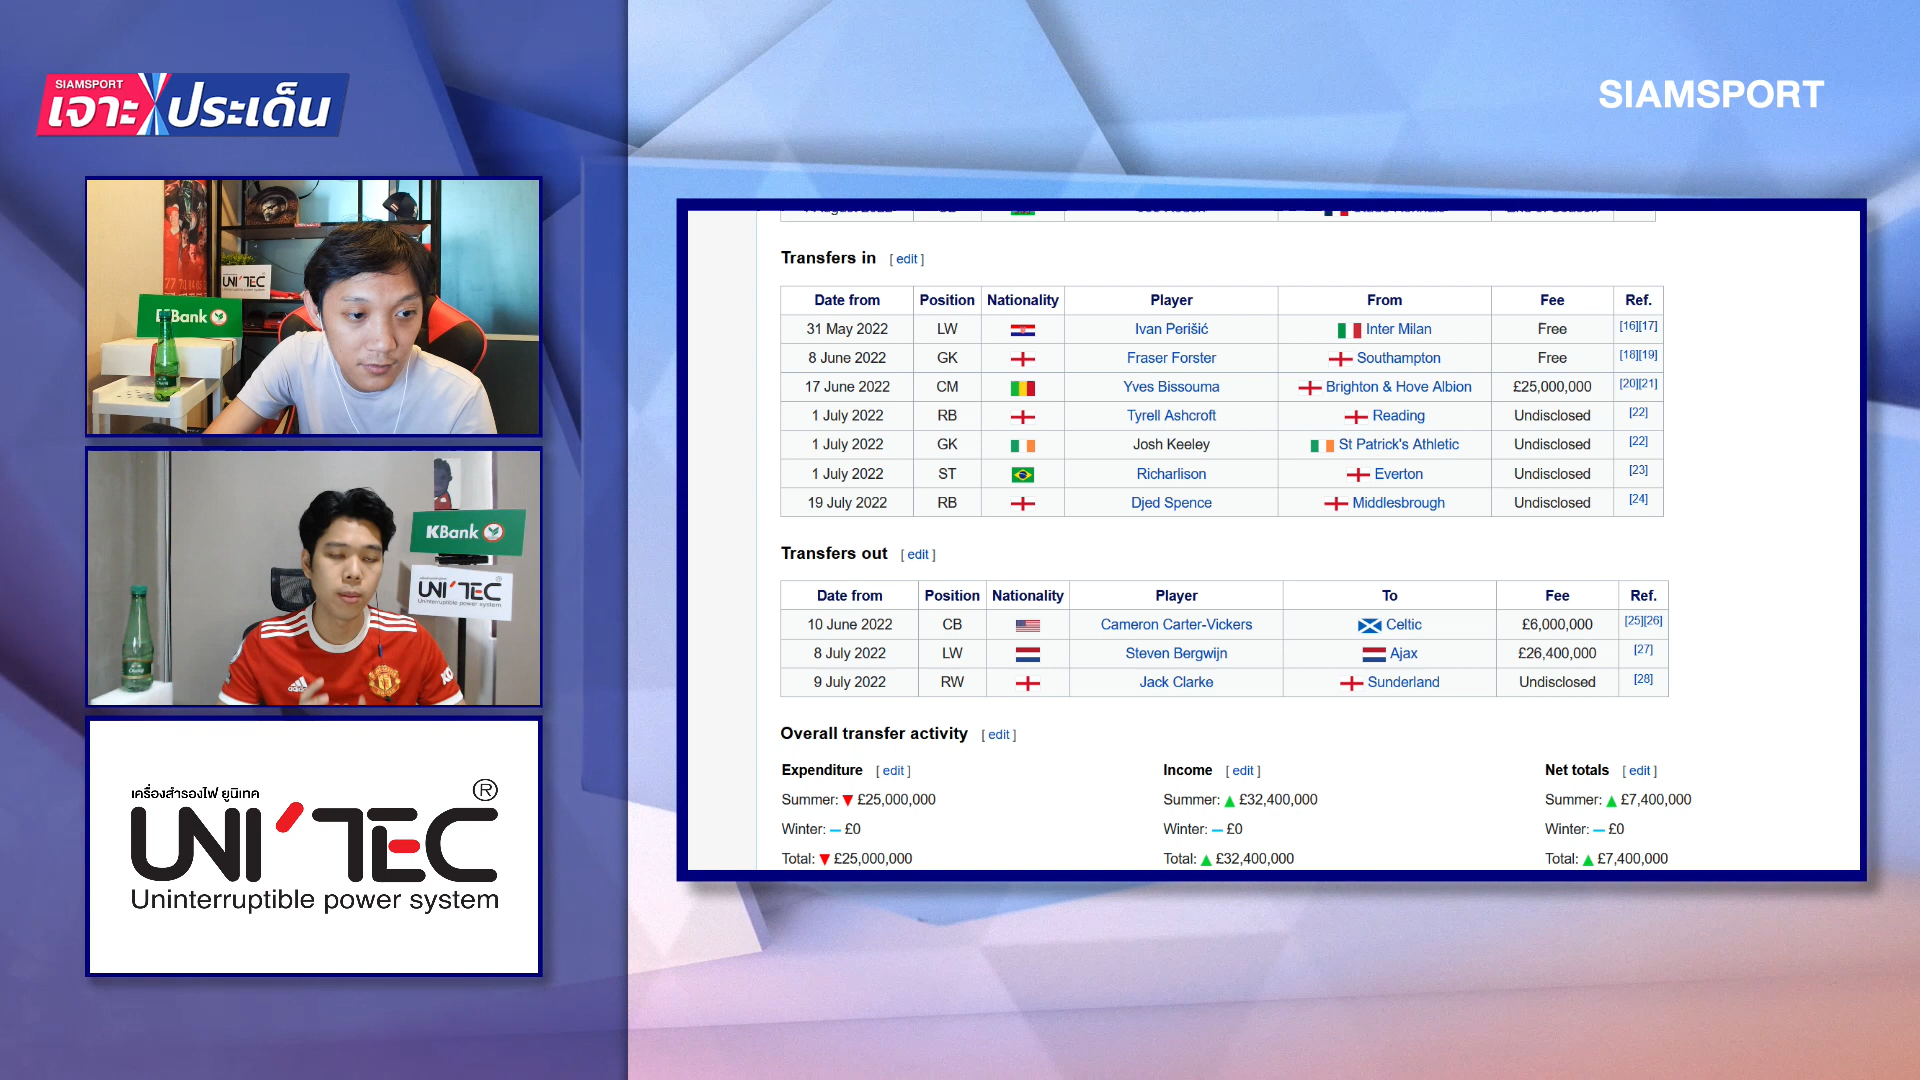 SIAMSPORT
เจาะประเด็น
SIAMSPORT
UNI'TEC
KBank
KBank
UNI'TEC
Uninterruptible power system
เครื่องสำรองไฟ ยูนิเทค
UNI'TEC ®
Uninterruptible power system
Transfers in [ edit ]
Date from Position Nationality Player From Fee Ref.
31 May 2022 LW Ivan Perišić Inter Milan Free [16][17]
8 June 2022 GK Fraser Forster Southampton Free [18][19]
17 June 2022 CM Yves Bissouma Brighton & Hove Albion £25,000,000 [20][21]
1 July 2022 RB Tyrell Ashcroft Reading Undisclosed [22]
1 July 2022 GK Josh Keeley St Patrick's Athletic Undisclosed [22]
1 July 2022 ST Richarlison Everton Undisclosed [23]
19 July 2022 RB Djed Spence Middlesbrough Undisclosed [24]
Transfers out [ edit ]
Date from Position Nationality Player To Fee Ref.
10 June 2022 CB Cameron Carter-Vickers Celtic £6,000,000 [25][26]
8 July 2022 LW Steven Bergwijn Ajax £26,400,000 [27]
9 July 2022 RW Jack Clarke Sunderland Undisclosed [28]
Overall transfer activity [ edit ]
Expenditure [ edit ] Income [ edit ] Net totals [ edit ]
Summer: ▼ £25,000,000 Summer: ▲ £32,400,000 Summer: ▲ £7,400,000
Winter: — £0 Winter: — £0 Winter: — £0
Total: ▼ £25,000,000 Total: ▲ £32,400,000 Total: ▲ £7,400,000